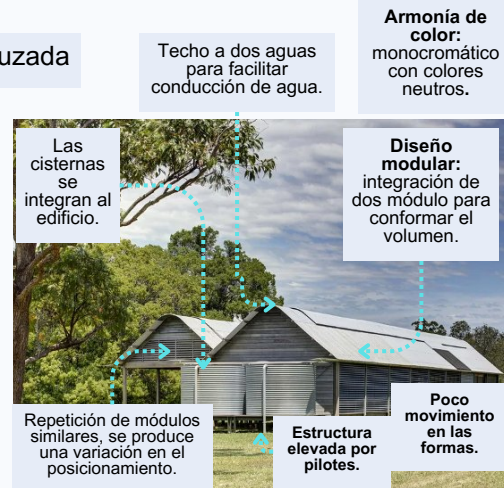 uzada
Techo a dos aguas
para facilitar
conducción de agua.
Armonía de
color:
monocromático
con colores
neutros.
Las
cisternas
se
integran al
edificio.
Diseño
modular:
integración de
dos módulo para
conformar el
volumen.
Repetición de módulos
similares, se produce
una variación en el
posicionamiento.
Estructura
elevada por
pilotes.
Poco
movimiento
en las
formas.